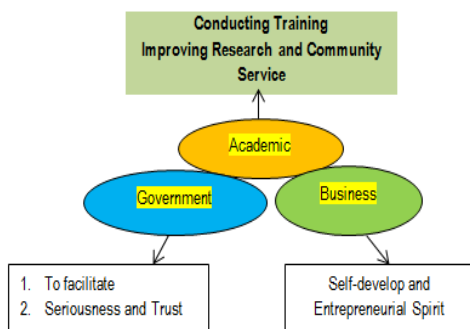 Conducting Training
Improving Research and Community
Service
Academic
Government
Business
1. To facilitate
2. Seriousness and Trust
Self-develop and
Entrepreneurial Spirit